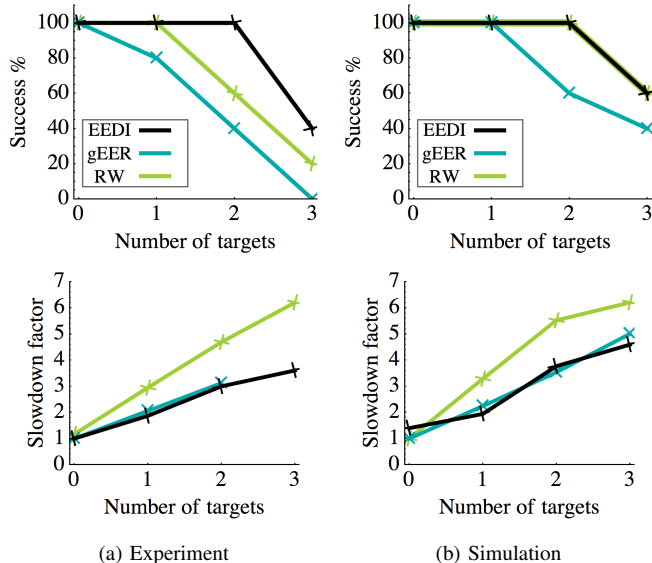 100
80
60
40
20
0
Success %
EEDI
gEER
RW
0 1 2 3
Number of targets
100
80
60
40
20
0
Success %
EEDI
gEER
RW
0 1 2 3
Number of targets
7
6
5
4
3
2
1
0
Slowdown factor
0 1 2 3
Number of targets
7
6
5
4
3
2
1
0
Slowdown factor
0 1 2 3
Number of targets
(a) Experiment
(b) Simulation